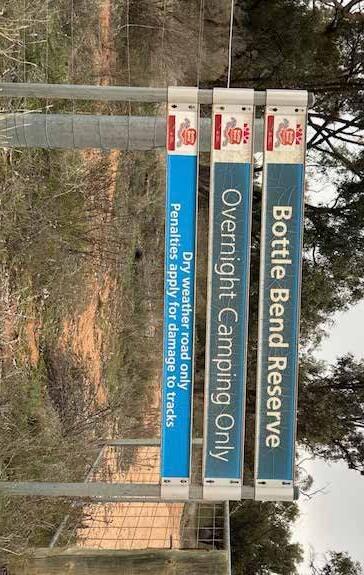 Bottle Bend Reserve
Overnight Camping Only
Dry weather road only
Penalties apply for damage to tracks